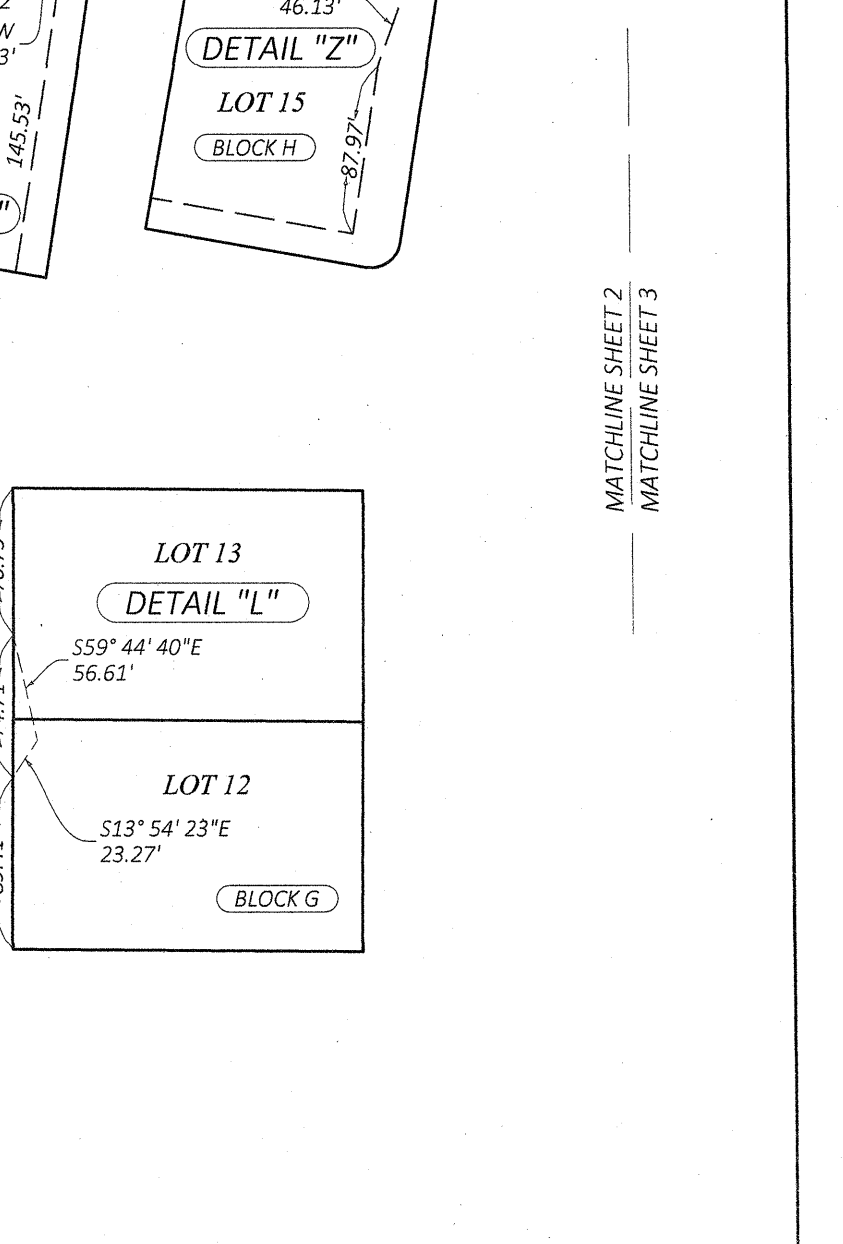 46.13'
DETAIL "Z"
LOT 15
BLOCK H
87.97'
145.53'
MATCHLINE SHEET 2
MATCHLINE SHEET 3
LOT 13
DETAIL "L"
S59° 44' 40"E
56.61'
LOT 12
S13° 54' 23"E
23.27'
BLOCK G